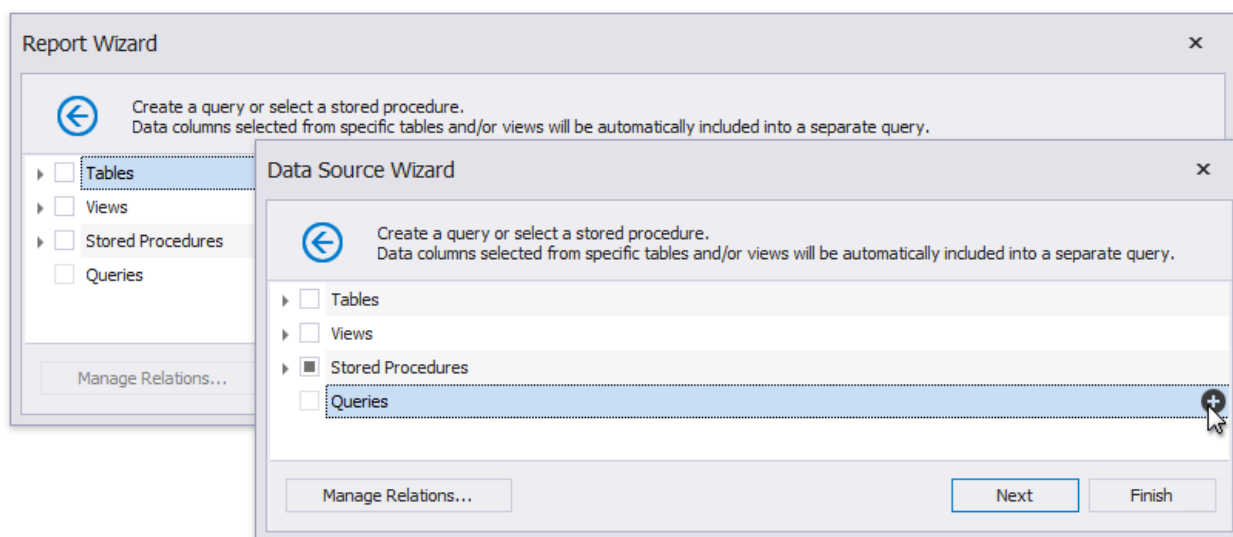 Report Wizard
Create a query or select a stored procedure.
Data columns selected from specific tables and/or views will be automatically included into a separate query.
Tables
Views
Stored Procedures
Queries
Manage Relations...
Data Source Wizard
Create a query or select a stored procedure.
Data columns selected from specific tables and/or views will be automatically included into a separate query.
Tables
Views
Stored Procedures
Queries
Manage Relations...
Next
Finish